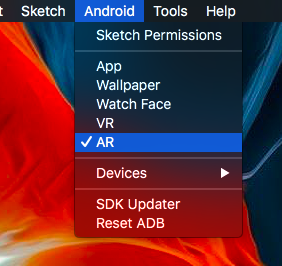 t Sketch Android Tools Help
Sketch Permissions
App
Wallpaper
Watch Face
VR
AR
Devices
SDK Updater
Reset ADB